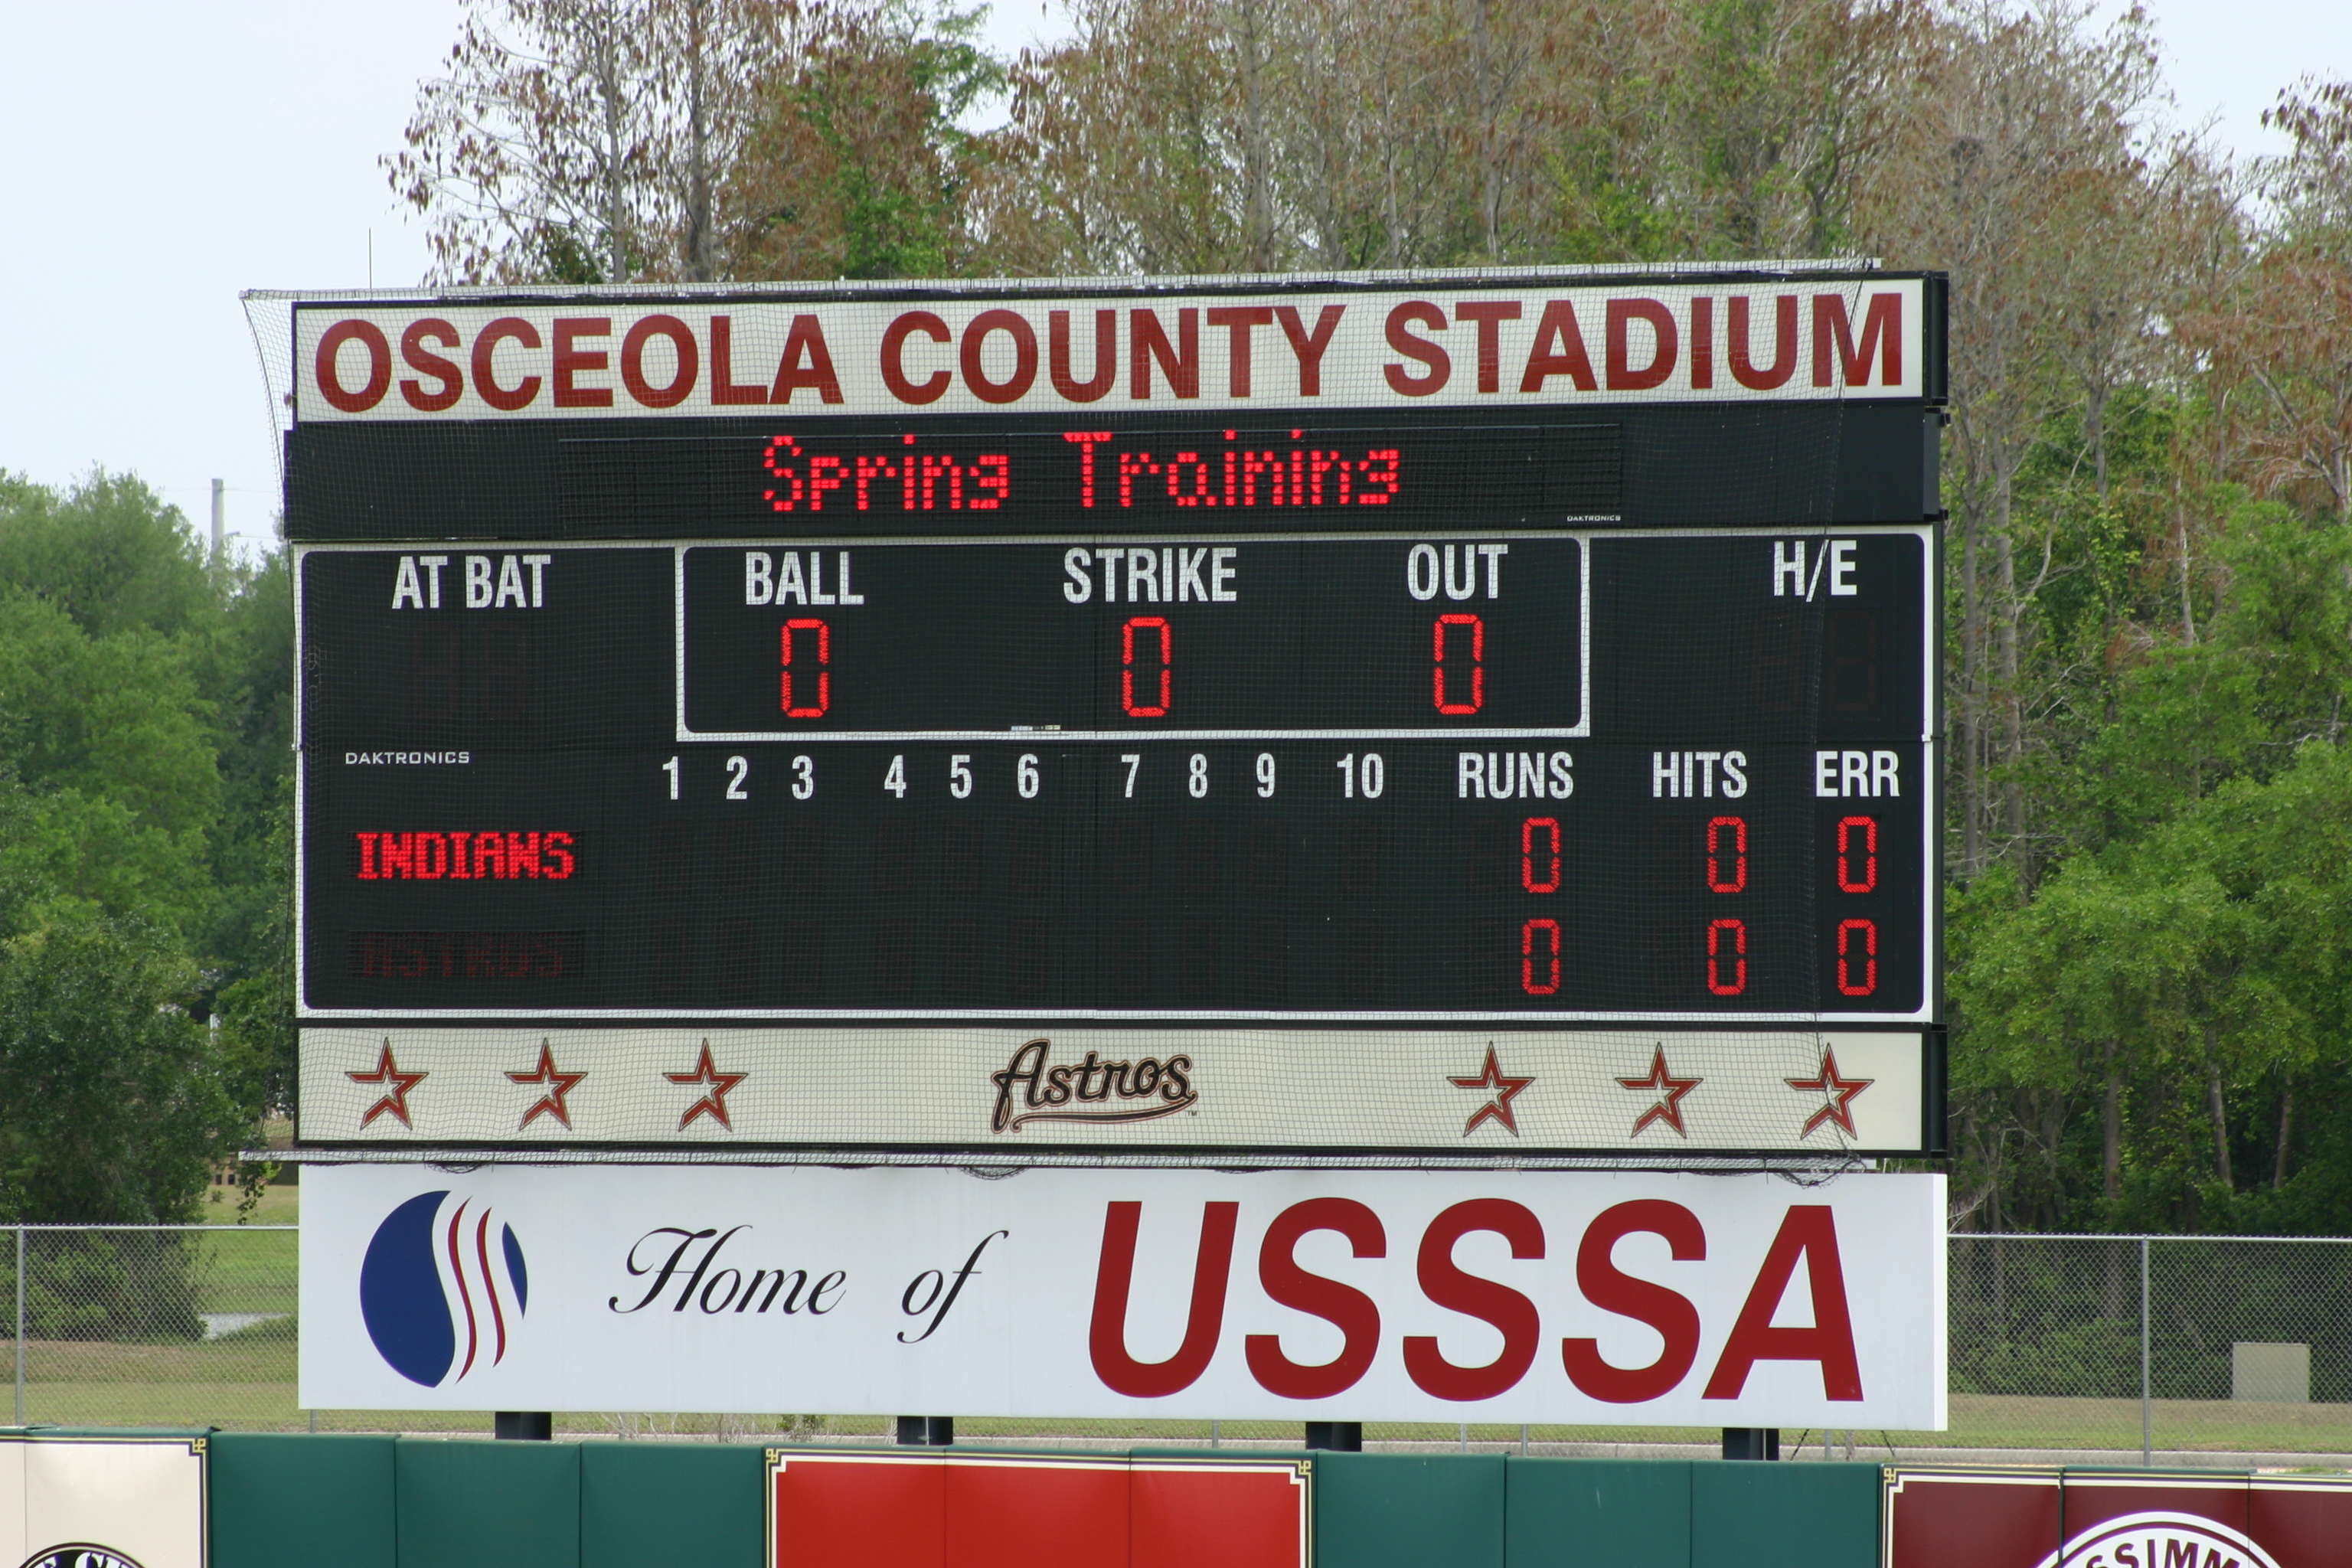 OSCEOLA COUNTY STADIUM
Spring Training
DAKTRONICS
AT BAT BALL STRIKE OUT H/E
0 0 0
DAKTRONICS
1 2 3 4 5 6 7 8 9 10 RUNS HITS ERR
INDIANS 0 0 0
ASTROS 0 0 0
Astros
Home of USSSA